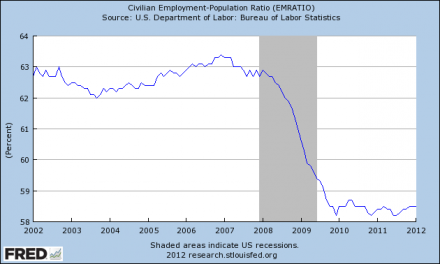 Civilian Employment-Population Ratio (EMRATIO)
Source: U.S. Department of Labor: Bureau of Labor Statistics
64
63
62
61
60
59
58
(Percent)
2002 2003 2004 2005 2006 2007 2008 2009 2010 2011 2012
Shaded areas indicate US recessions.
FRED 2012 research.stlouisfed.org